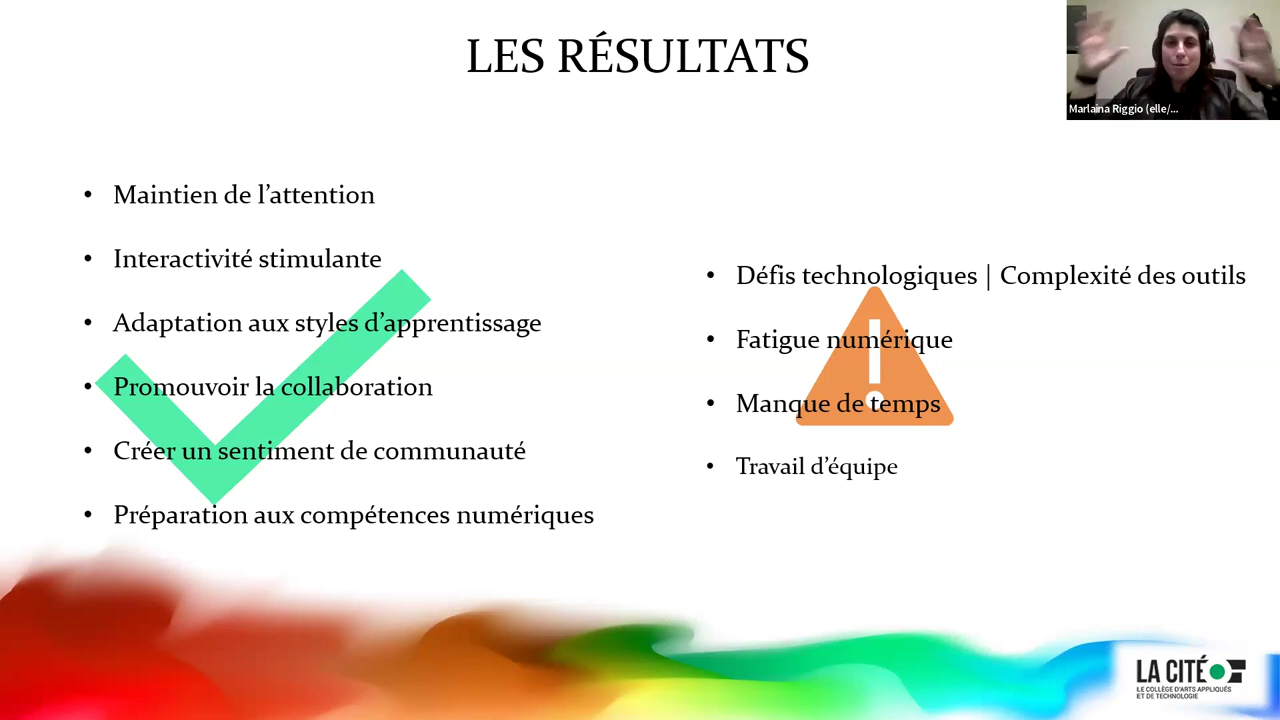 LES RÉSULTATS
Marlaina Riggio (elle/...
• Maintien de l’attention
• Interactivité stimulante
• Adaptation aux styles d’apprentissage
• Promouvoir la collaboration
• Créer un sentiment de communauté
• Préparation aux compétences numériques
• Défis technologiques | Complexité des outils
• Fatigue numérique
• Manque de temps
• Travail d’équipe
LA CITÉ
LE COLLÈGE D'ARTS APPLIQUÉS
ET DE TECHNOLOGIE